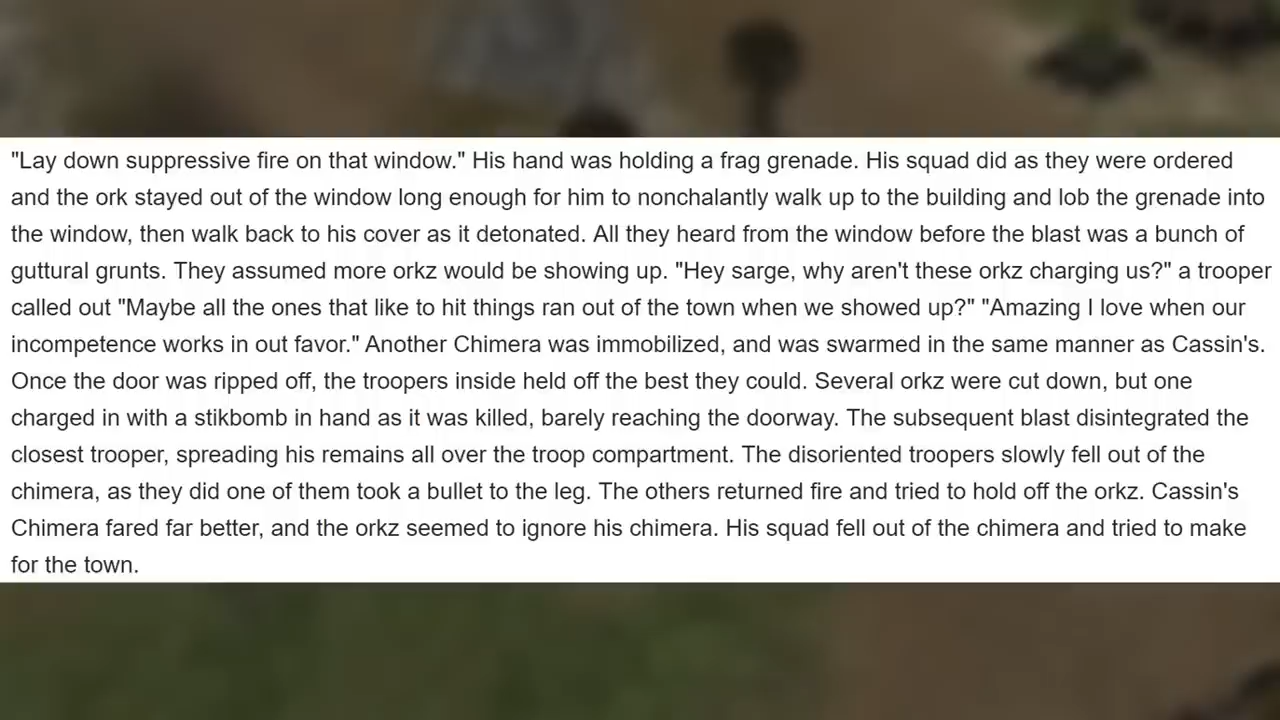 "Lay down suppressive fire on that window." His hand was holding a frag grenade. His squad did as they were ordered
and the ork stayed out of the window long enough for him to nonchalantly walk up to the building and lob the grenade into
the window, then walk back to his cover as it detonated. All they heard from the window before the blast was a bunch of
guttural grunts. They assumed more orkz would be showing up. "Hey sarge, why aren't these orkz charging us?" a trooper
called out "Maybe all the ones that like to hit things ran out of the town when we showed up?" "Amazing I love when our
incompetence works in out favor." Another Chimera was immobilized, and was swarmed in the same manner as Cassin's.
Once the door was ripped off, the troopers inside held off the best they could. Several orkz were cut down, but one
charged in with a stikbomb in hand as it was killed, barely reaching the doorway. The subsequent blast disintegrated the
closest trooper, spreading his remains all over the troop compartment. The disoriented troopers slowly fell out of the
chimera, as they did one of them took a bullet to the leg. The others returned fire and tried to hold off the orkz. Cassin's
Chimera fared far better, and the orkz seemed to ignore his chimera. His squad fell out of the chimera and tried to make
for the town.